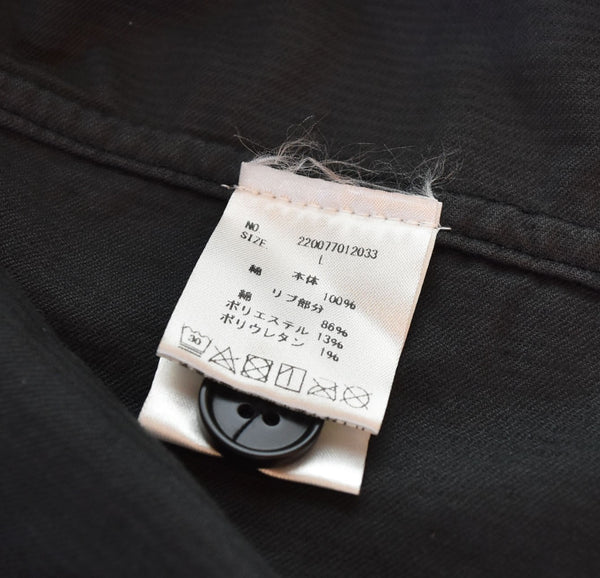 NO 220077012033
SIZE. L
本体
綿 100%
リブ部分
綿 86%
ポリエステル 13%
ポリウレタン 1%
30